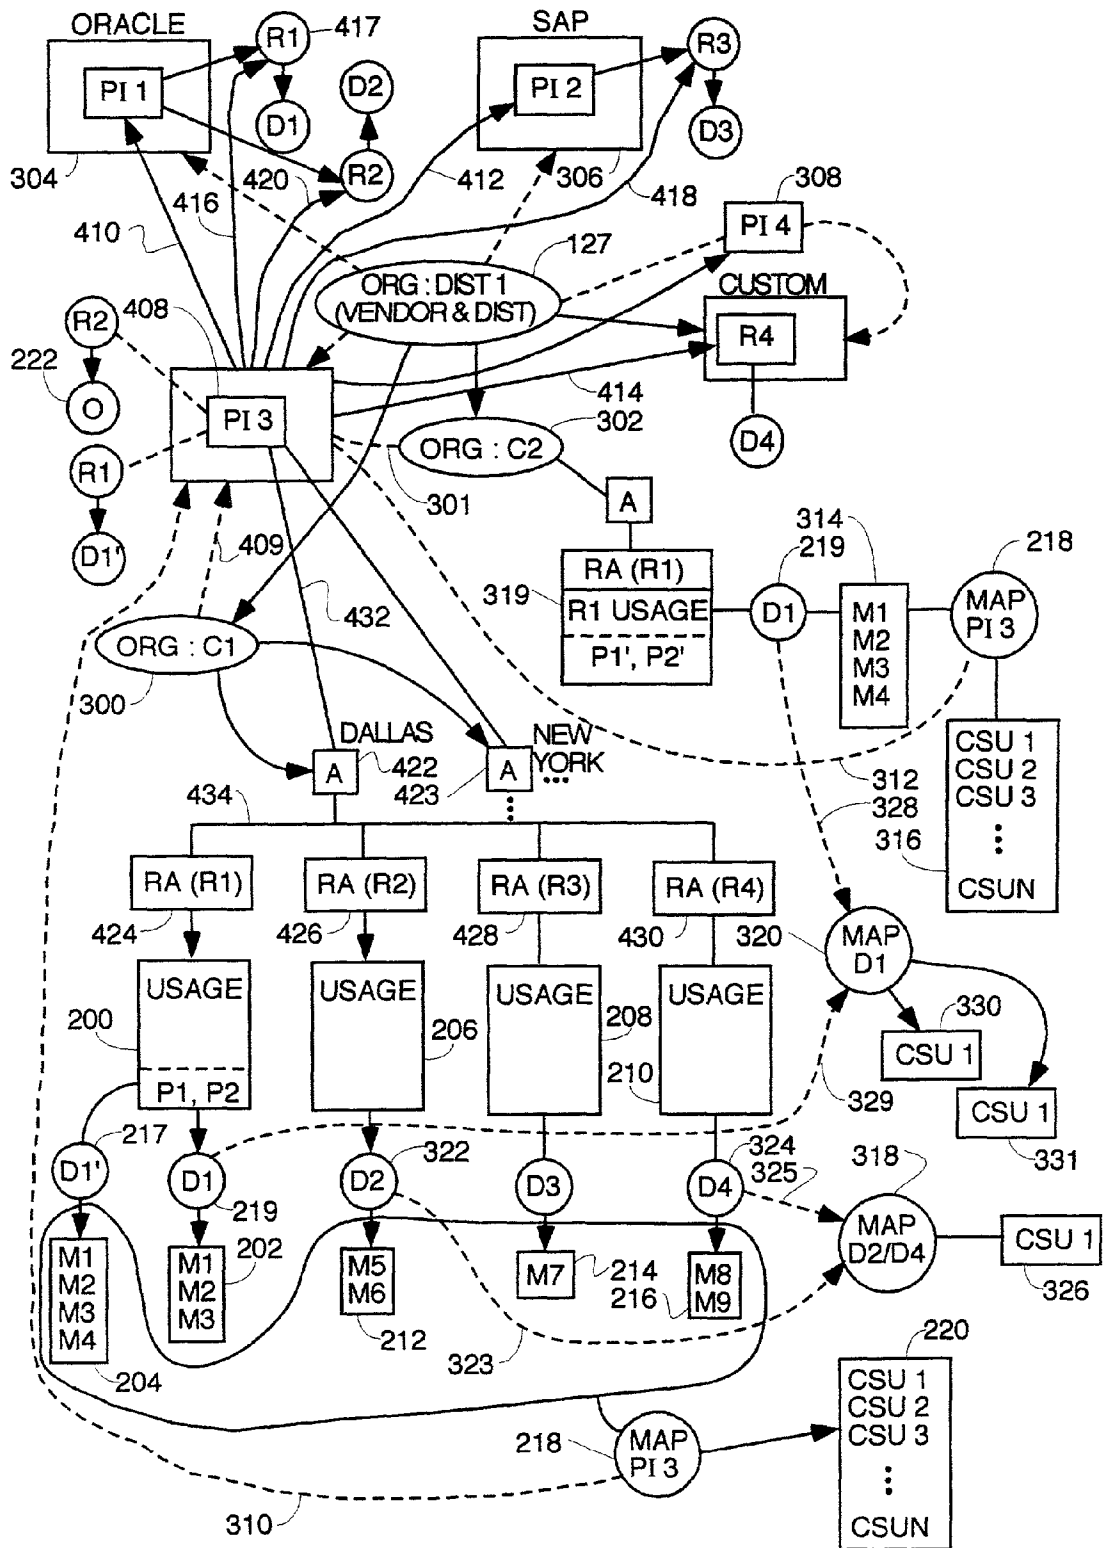 ORACLE
R1
417
SAP
R3
PI 1
D2
PI 2
D1
D3
304
R2
306
308
420
412
418
416
PI 4
410
127
ORG : DIST 1
(VENDOR & DIST)
CUSTOM
R2
408
R4
222
302
414
O
PI 3
ORG : C2
D4
R1
301
A
314
409
219
218
D1'
RA (R1)
319
R1 USAGE
D1
M1
M2
M3
M4
MAP
PI 3
432
P1', P2'
ORG : C1
300
DALLAS
NEW
YORK
CSU 1
CSU 2
CSU 3
CSUN
A
422
A
423
312
434
328
316
RA (R1)
RA (R2)
RA (R3)
RA (R4)
424
426
428
430
320
MAP
D1
USAGE
USAGE
USAGE
USAGE
330
200
206
208
CSU 1
210
P1, P2
329
CSU 1
217
324
331
D1'
D1
322
D2
D3
D4
325
318
219
MAP
D2/D4
CSU 1
M1
M2
M3
M4
202
M1
M2
M3
M5
M6
M7
214
216
M8
M9
326
212
323
220
204
CSU 1
CSU 2
CSU 3
CSUN
218
MAP
PI 3
310